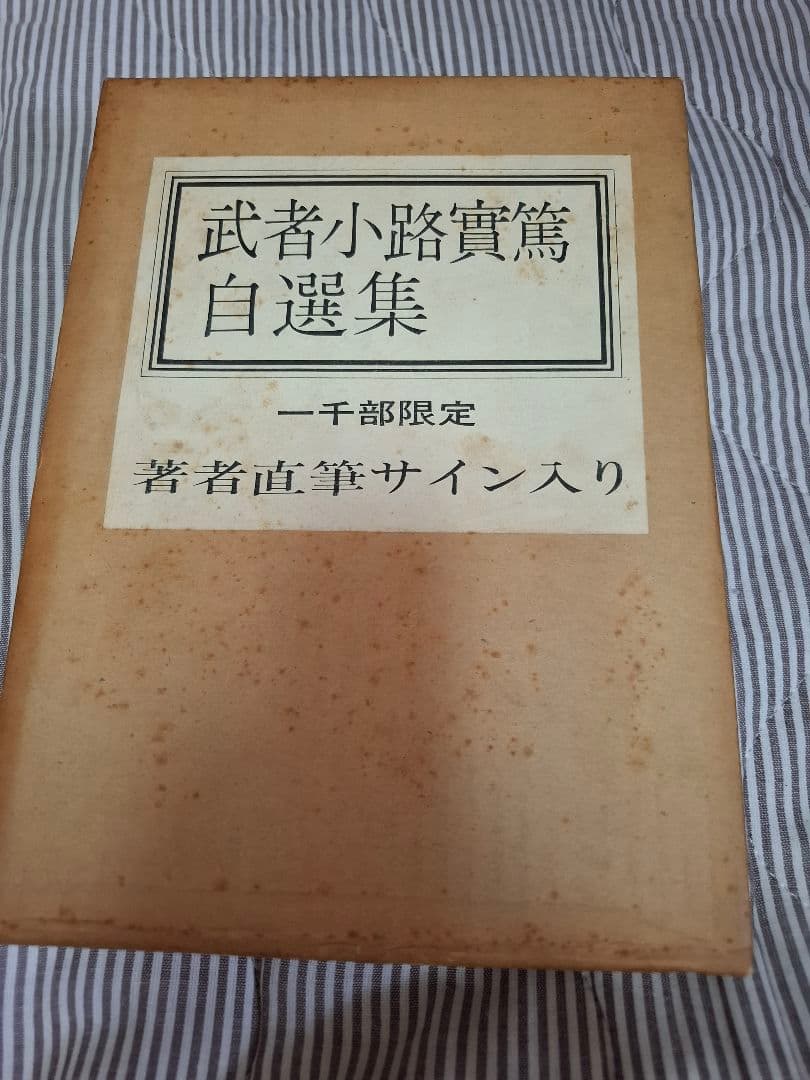 武者小路實篤
自選集
一千部限定
著者直筆サイン入り